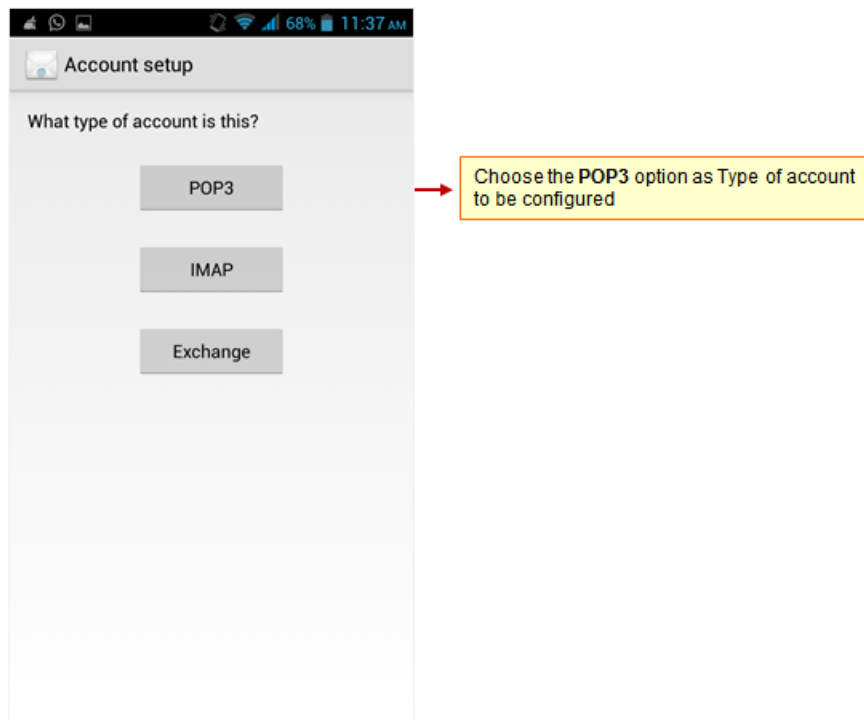 68% 11:37 AM
Account setup
What type of account is this?
POP3
Choose the POP3 option as Type of account
to be configured
IMAP
Exchange